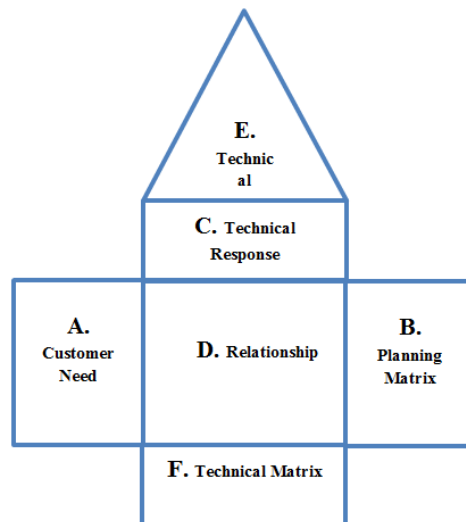 E.
Technic
al
C. Technical
Response
A.
Customer
Need
D. Relationship
B.
Planning
Matrix
F. Technical Matrix